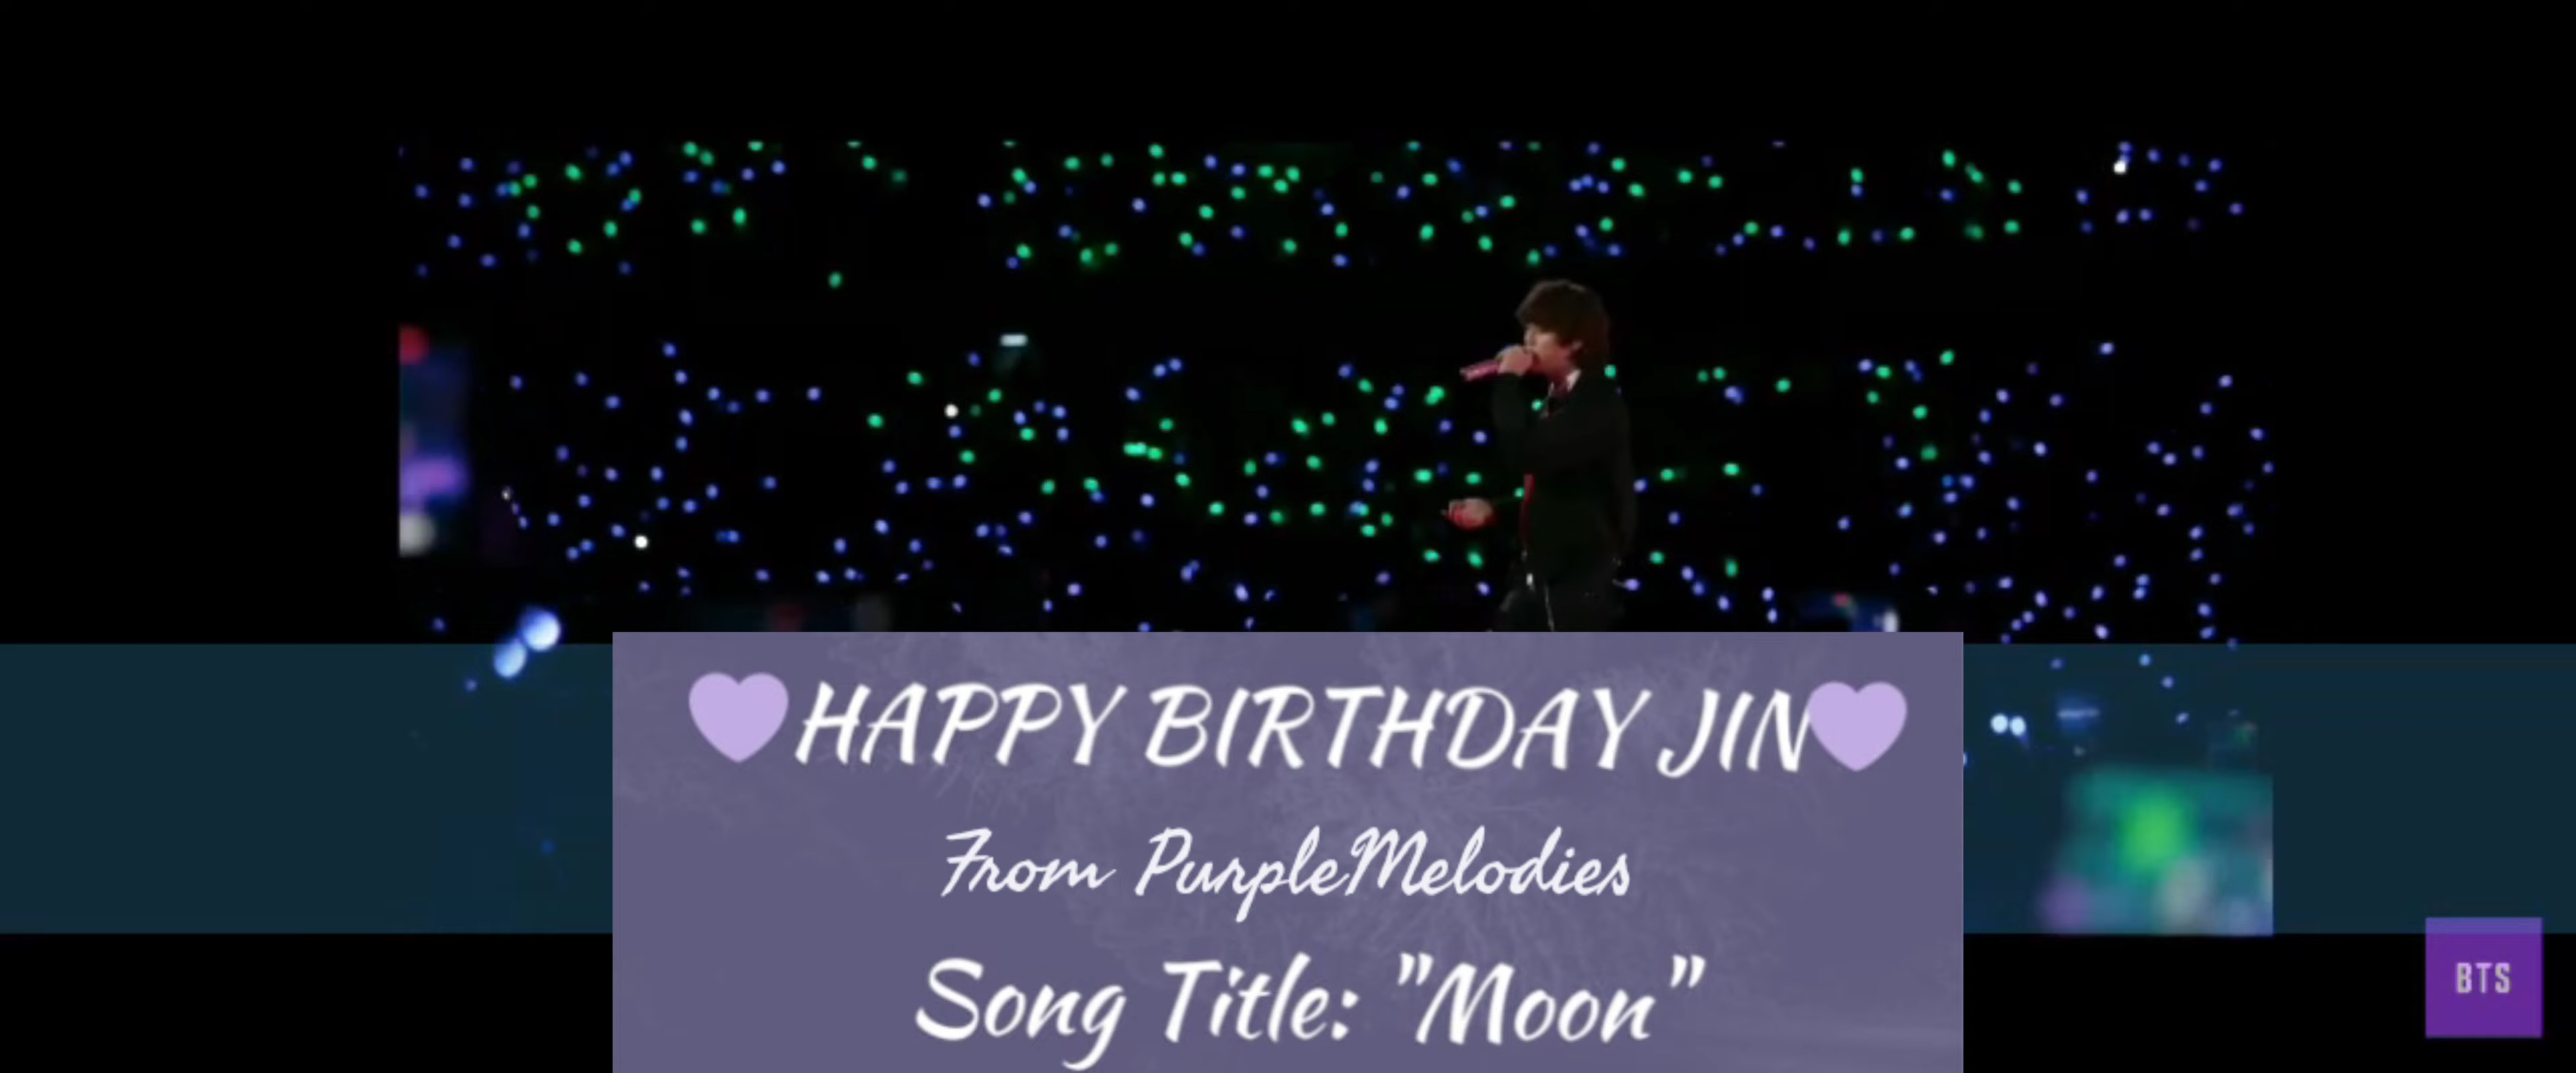 💜HAPPY BIRTHDAY JIN💜
From PurpleMelodies
Song Title: "Moon"
BTS